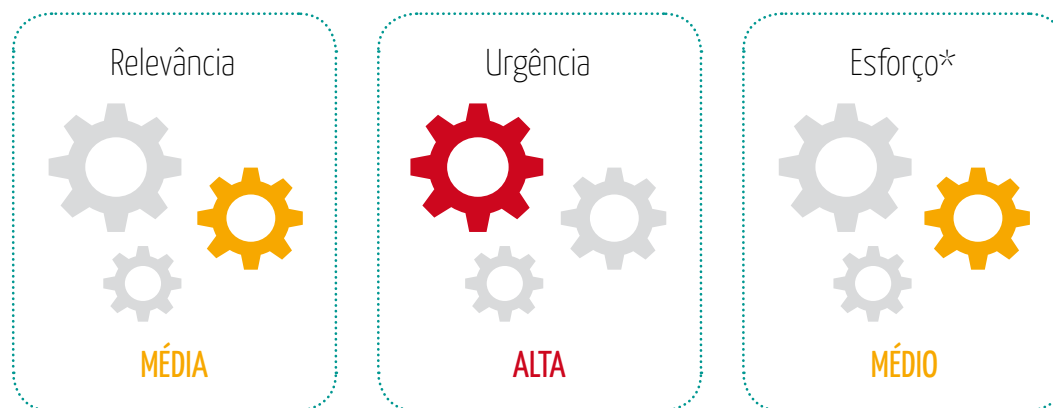 Relevância
MÉDIA
Urgência
ALTA
Esforço*
MÉDIO